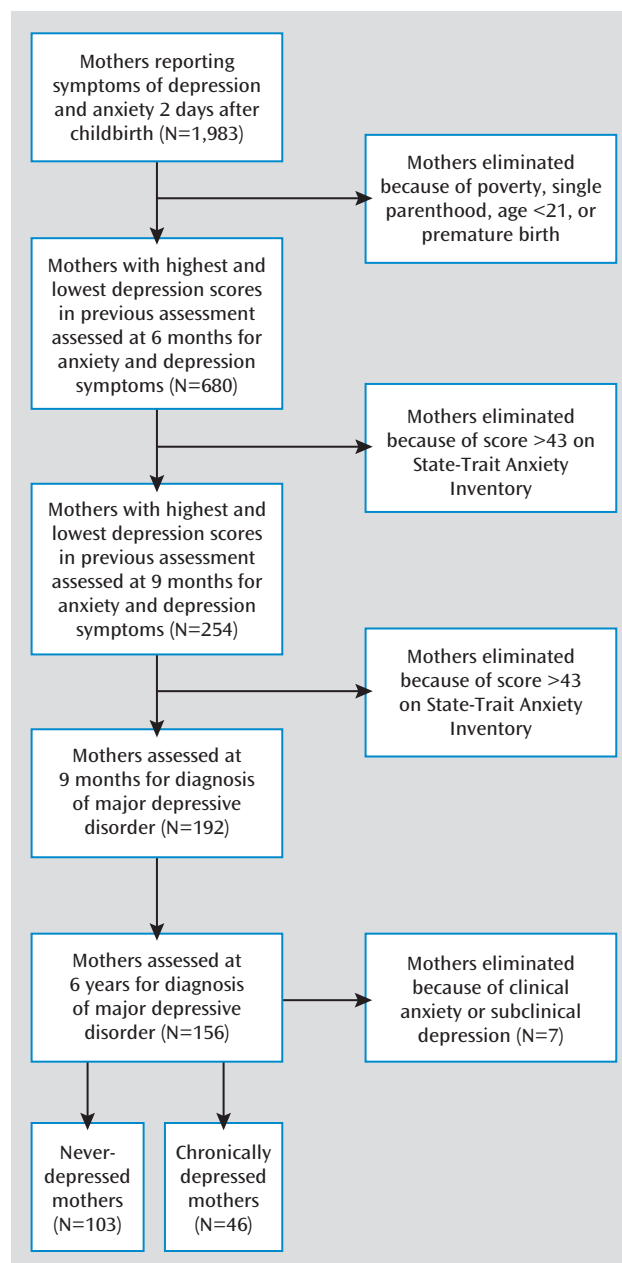 Mothers reporting
symptoms of depression
and anxiety 2 days after
childbirth (N=1,983)
Mothers eliminated
because of poverty, single
parenthood, age <21, or
premature birth
Mothers with highest and
lowest depression scores
in previous assessment
assessed at 6 months for
anxiety and depression
symptoms (N=680)
Mothers eliminated
because of score >43 on
State-Trait Anxiety
Inventory
Mothers with highest and
lowest depression scores
in previous assessment
assessed at 9 months for
anxiety and depression
symptoms (N=254)
Mothers eliminated
because of score >43
on State-Trait Anxiety
Inventory
Mothers assessed at
9 months for diagnosis
of major depressive
disorder (N=192)
Mothers assessed at
6 years for diagnosis
of major depressive
disorder (N=156)
Mothers eliminated
because of clinical
anxiety or subclinical
depression (N=7)
Never-
depressed
mothers
(N=103)
Chronically
depressed
mothers
(N=46)